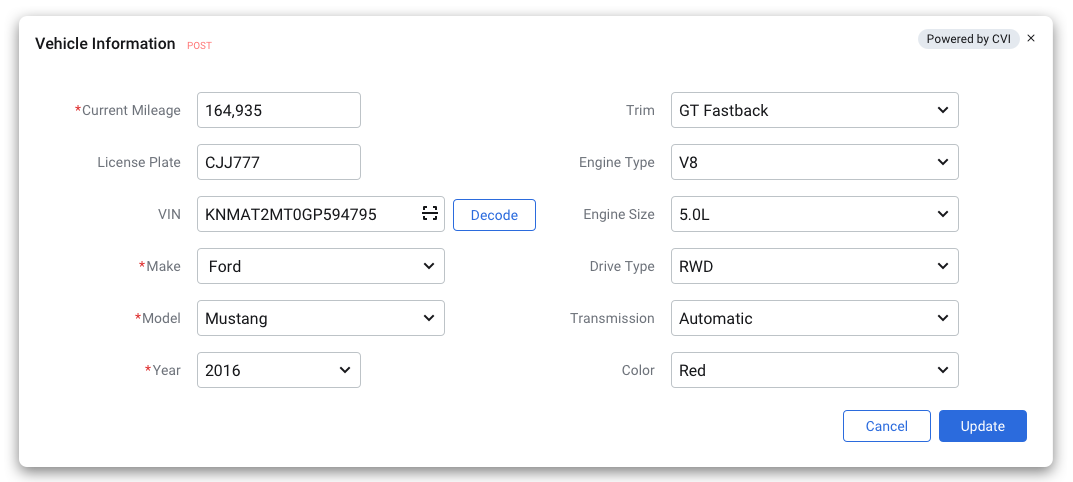 Vehicle Information POST
Powered by CVI ×
*Current Mileage 164,935
License Plate CJJ777
VIN KNMAT2MT0GP594795 Decode
*Make Ford
*Model Mustang
*Year 2016
Trim GT Fastback
Engine Type V8
Engine Size 5.0L
Drive Type RWD
Transmission Automatic
Color Red
Cancel Update